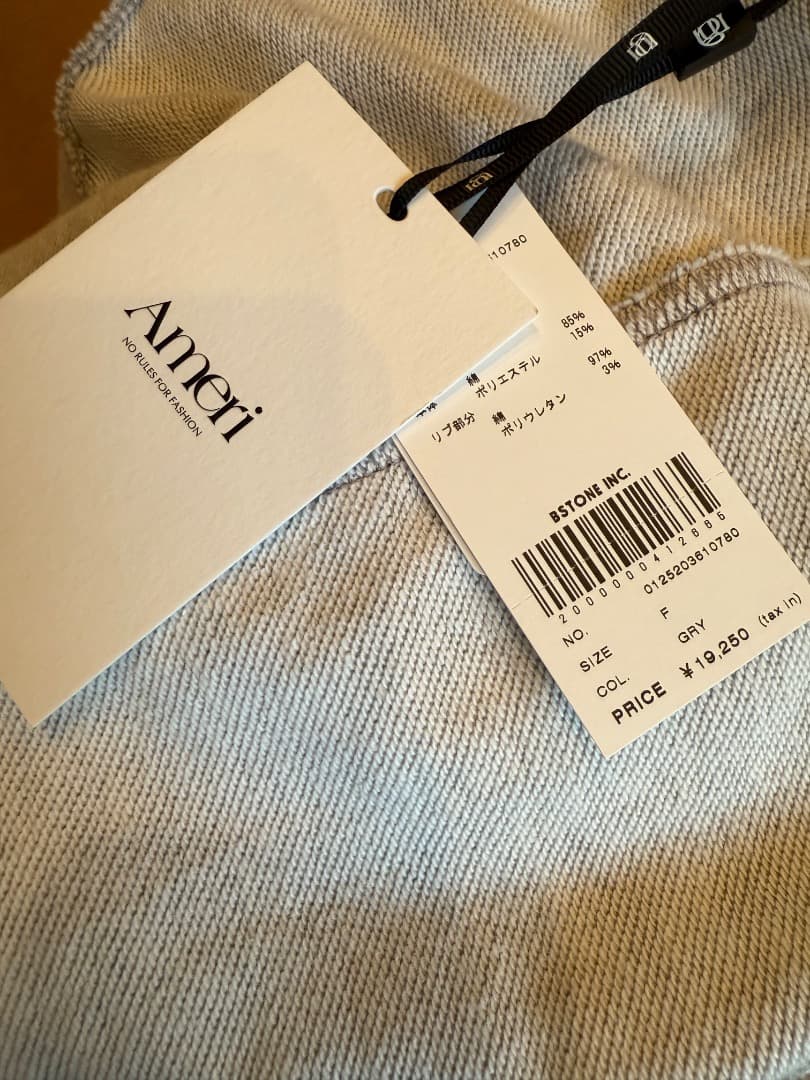 Ameri
NO RULES FOR FASHION
610780
綿 85%
ポリエステル 15%
リブ部分 綿 97%
ポリウレタン 3%
BSTONE INC.
2000000412665
NO. 0125203610780
SIZE F
COL. GRY
PRICE ¥19,250 (tax in)